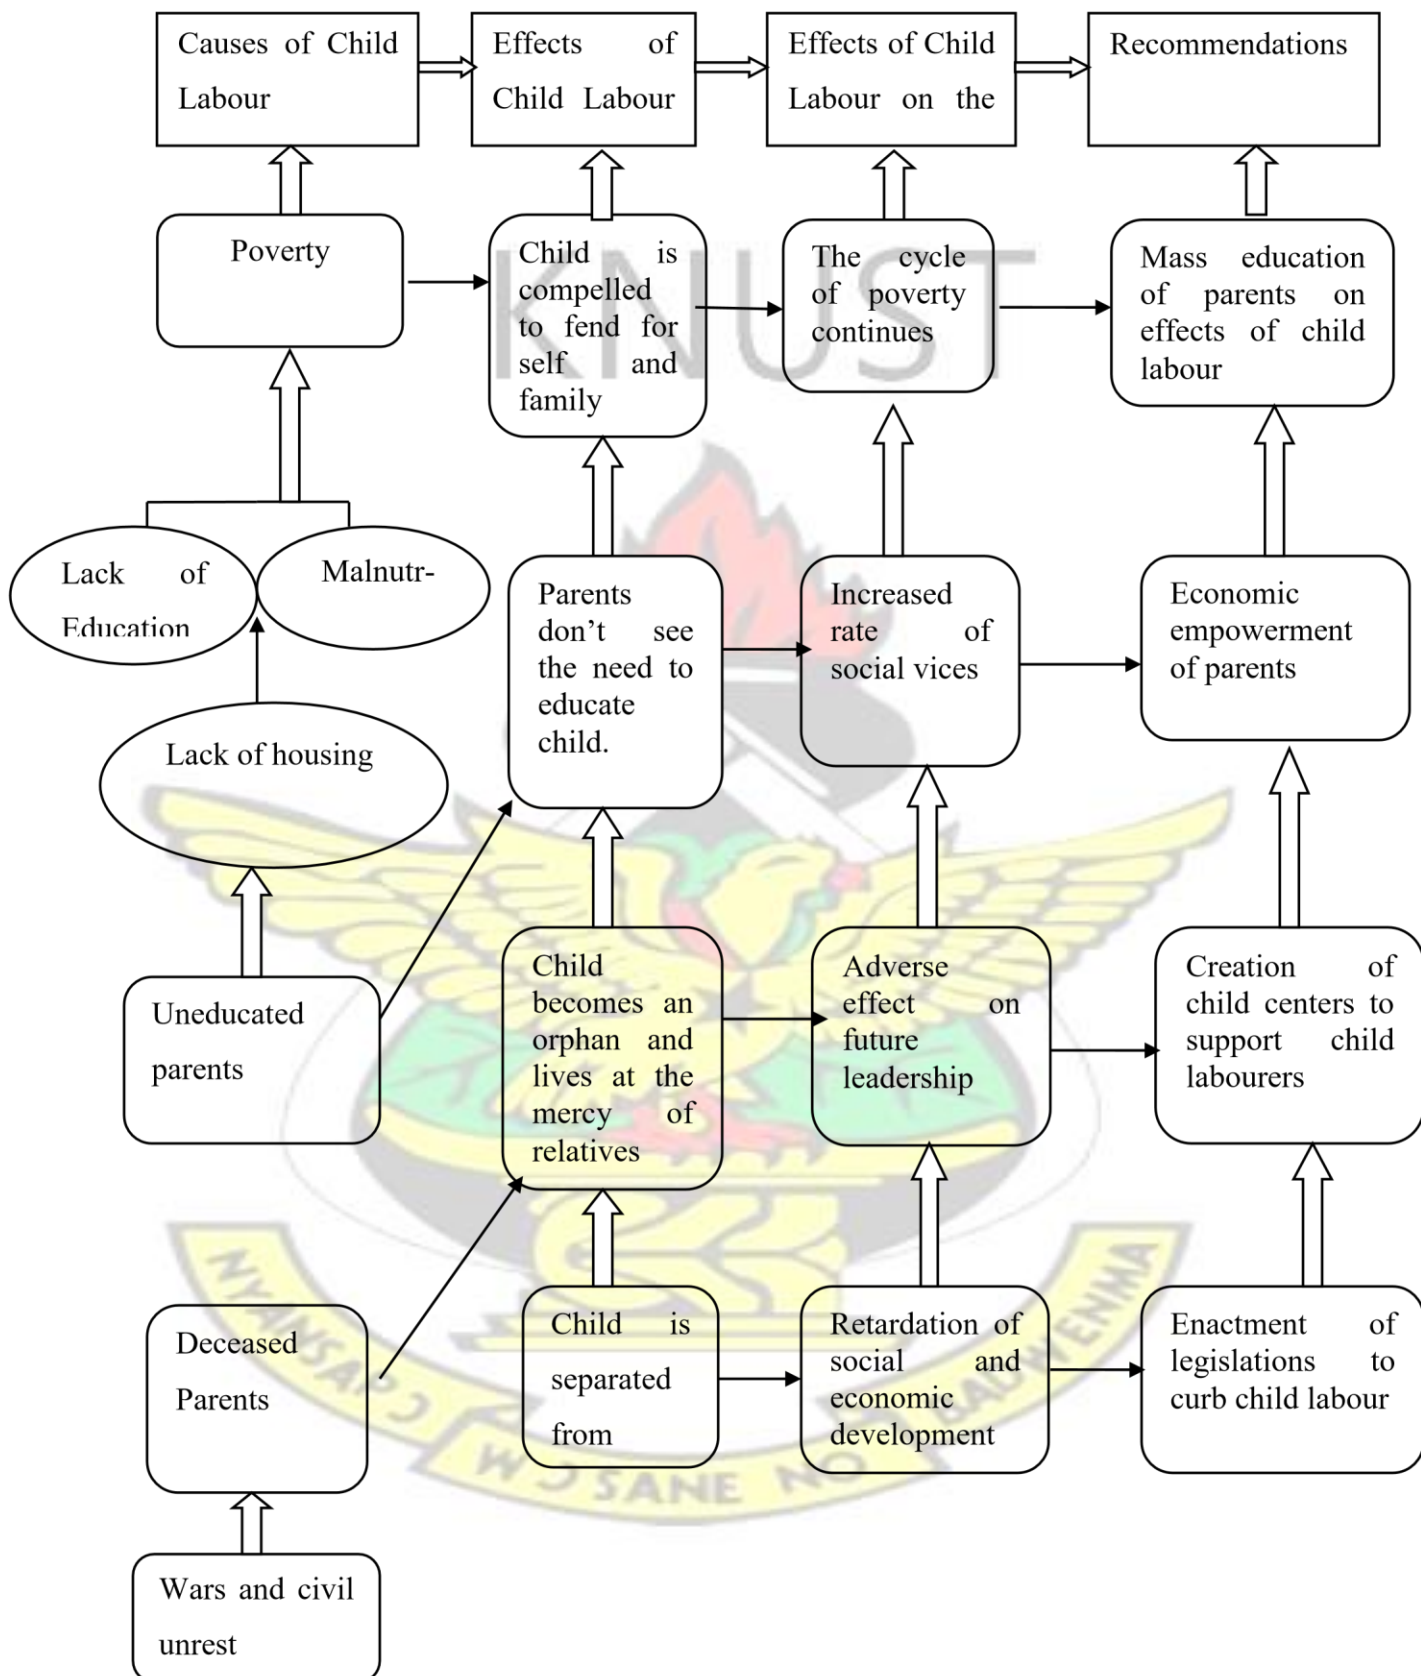 Causes of Child
Labour
Effects of
Child Labour
Effects of Child
Labour on the
Recommendations
Poverty
Child is
compelled
to fend for
self and
family
The cycle
of poverty
continues
Mass education
of parents on
effects of child
labour
KNUST
Lack of
Education
Malnutr-
Parents
don’t see
the need to
educate
child.
Increased
rate of
social vices
Economic
empowerment
of parents
Lack of housing
Uneducated
parents
Child
becomes an
orphan and
lives at the
mercy of
relatives
Adverse
effect on
future
leadership
Creation of
child centers to
support child
labourers
Deceased
Parents
Child is
separated
from
Retardation of
social and
economic
development
Enactment of
legislations to
curb child labour
NYANSAPƆ
WƆ SANE NO
BADWENMA
Wars and civil
unrest